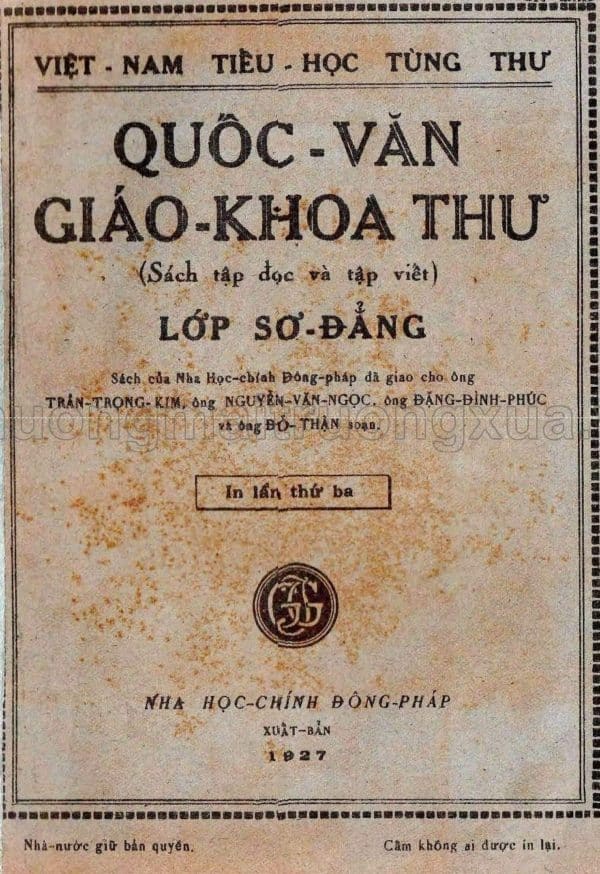 VIỆT - NAM TIỂU - HỌC TÙNG THƯ
QUỐC - VĂN
GIÁO - KHOA THƯ
(Sách tập đọc và tập viết)
LỚP SƠ-ĐẲNG
Sách của Nha Học-chính Đông-pháp đã giao cho ông
TRẦN-TRỌNG-KIM, ông NGUYỄN-VĂN-NGỌC, ông ĐẶNG-ĐÌNH-PHÚC
và ông ĐỖ-THẬN soạn.
In lần thứ ba
NHA HỌC-CHÍNH ĐÔNG-PHÁP
XUẤT-BẢN
1927
Nhà-nước giữ bản quyền. Cấm không ai được in lại.